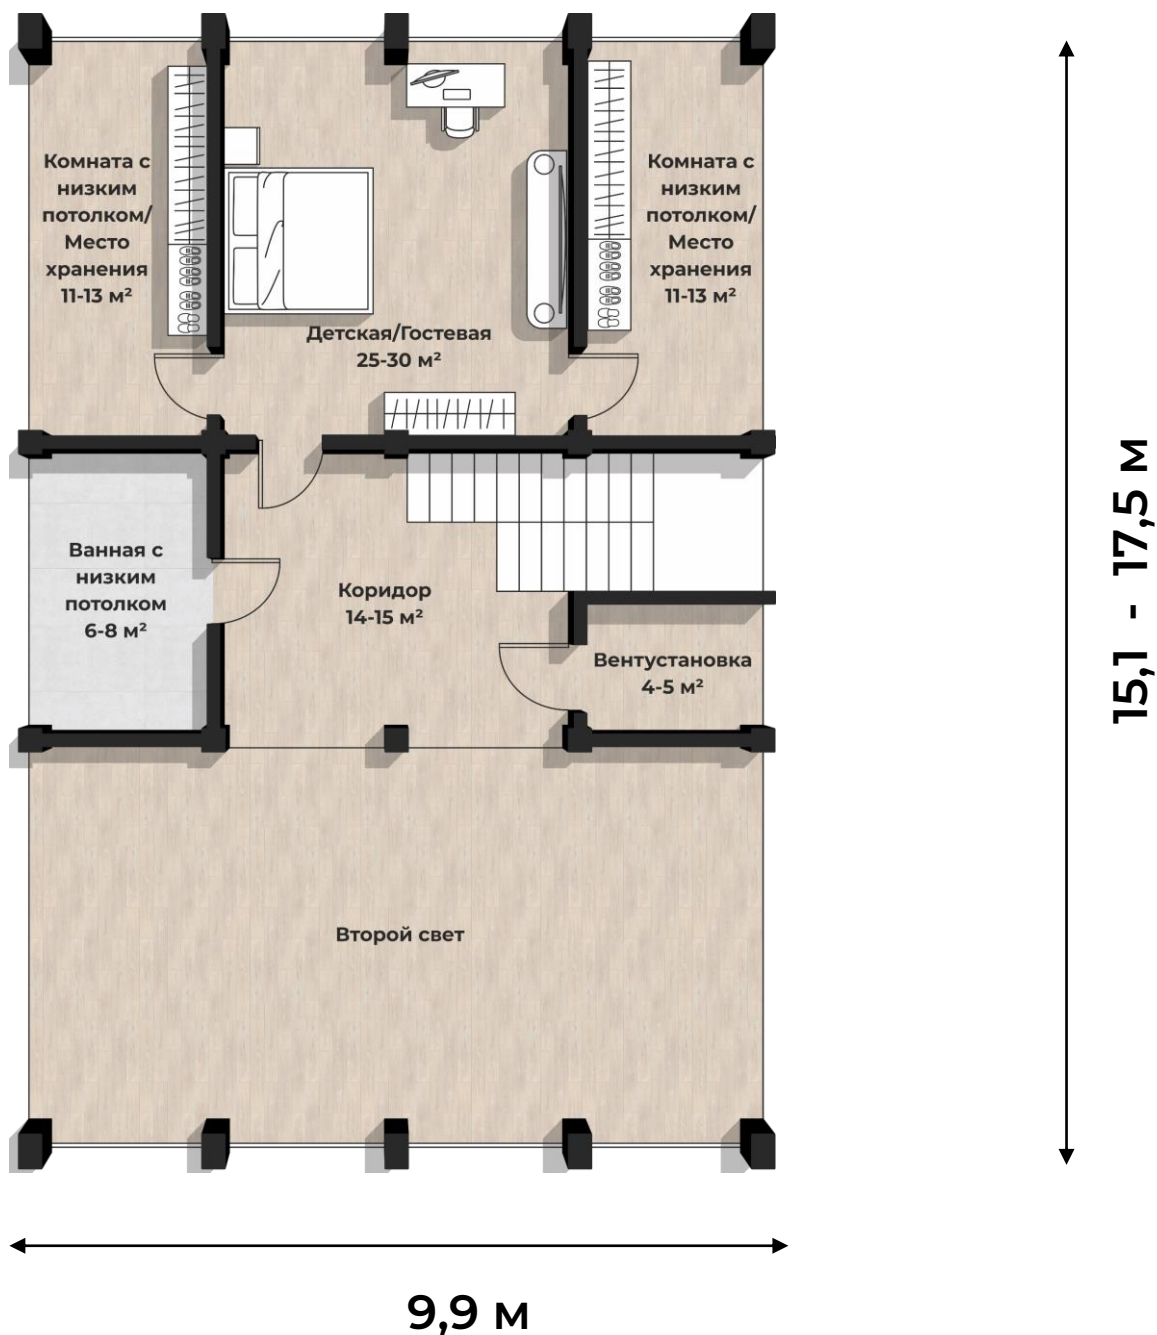 Комната с
низким
потолком/
Место
хранения
11-13 м²
Комната с
низким
потолком/
Место
хранения
11-13 м²
Детская/Гостевая
25-30 м²
Ванная с
низким
потолком
6-8 м²
Коридор
14-15 м²
Вентустановка
4-5 м²
Второй свет
15,1 - 17,5 м
9,9 м